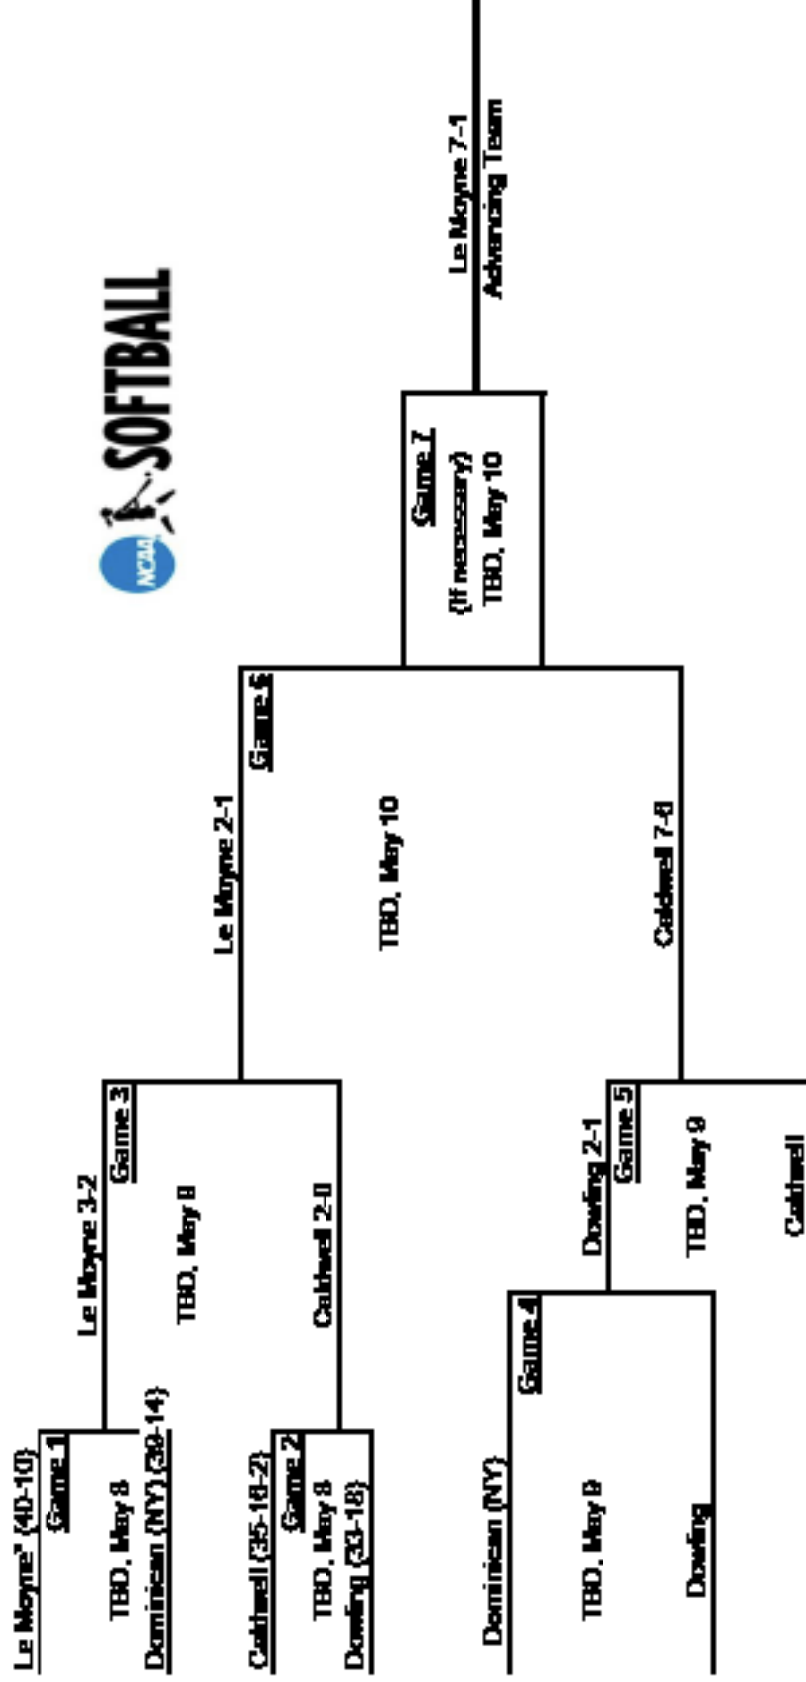 NCAA SOFTBALL
Le Moyne* (40-10)
Game 1
TBD, May 8
Dominican (NY) (39-14)
Le Moyne 3-2
Game 3
TBD, May 8
Caldwell (35-16-2)
Game 2
TBD, May 8
Dowling (33-18)
Caldwell 2-0
Le Moyne 2-1
Game 6
TBD, May 10
Dominican (NY)
Game 4
TBD, May 9
Dowling
Dowling 2-1
Game 5
TBD, May 9
Caldwell
Caldwell 7-6
Game 7
(If necessary)
TBD, May 10
Le Moyne 7-1
Advancing Team